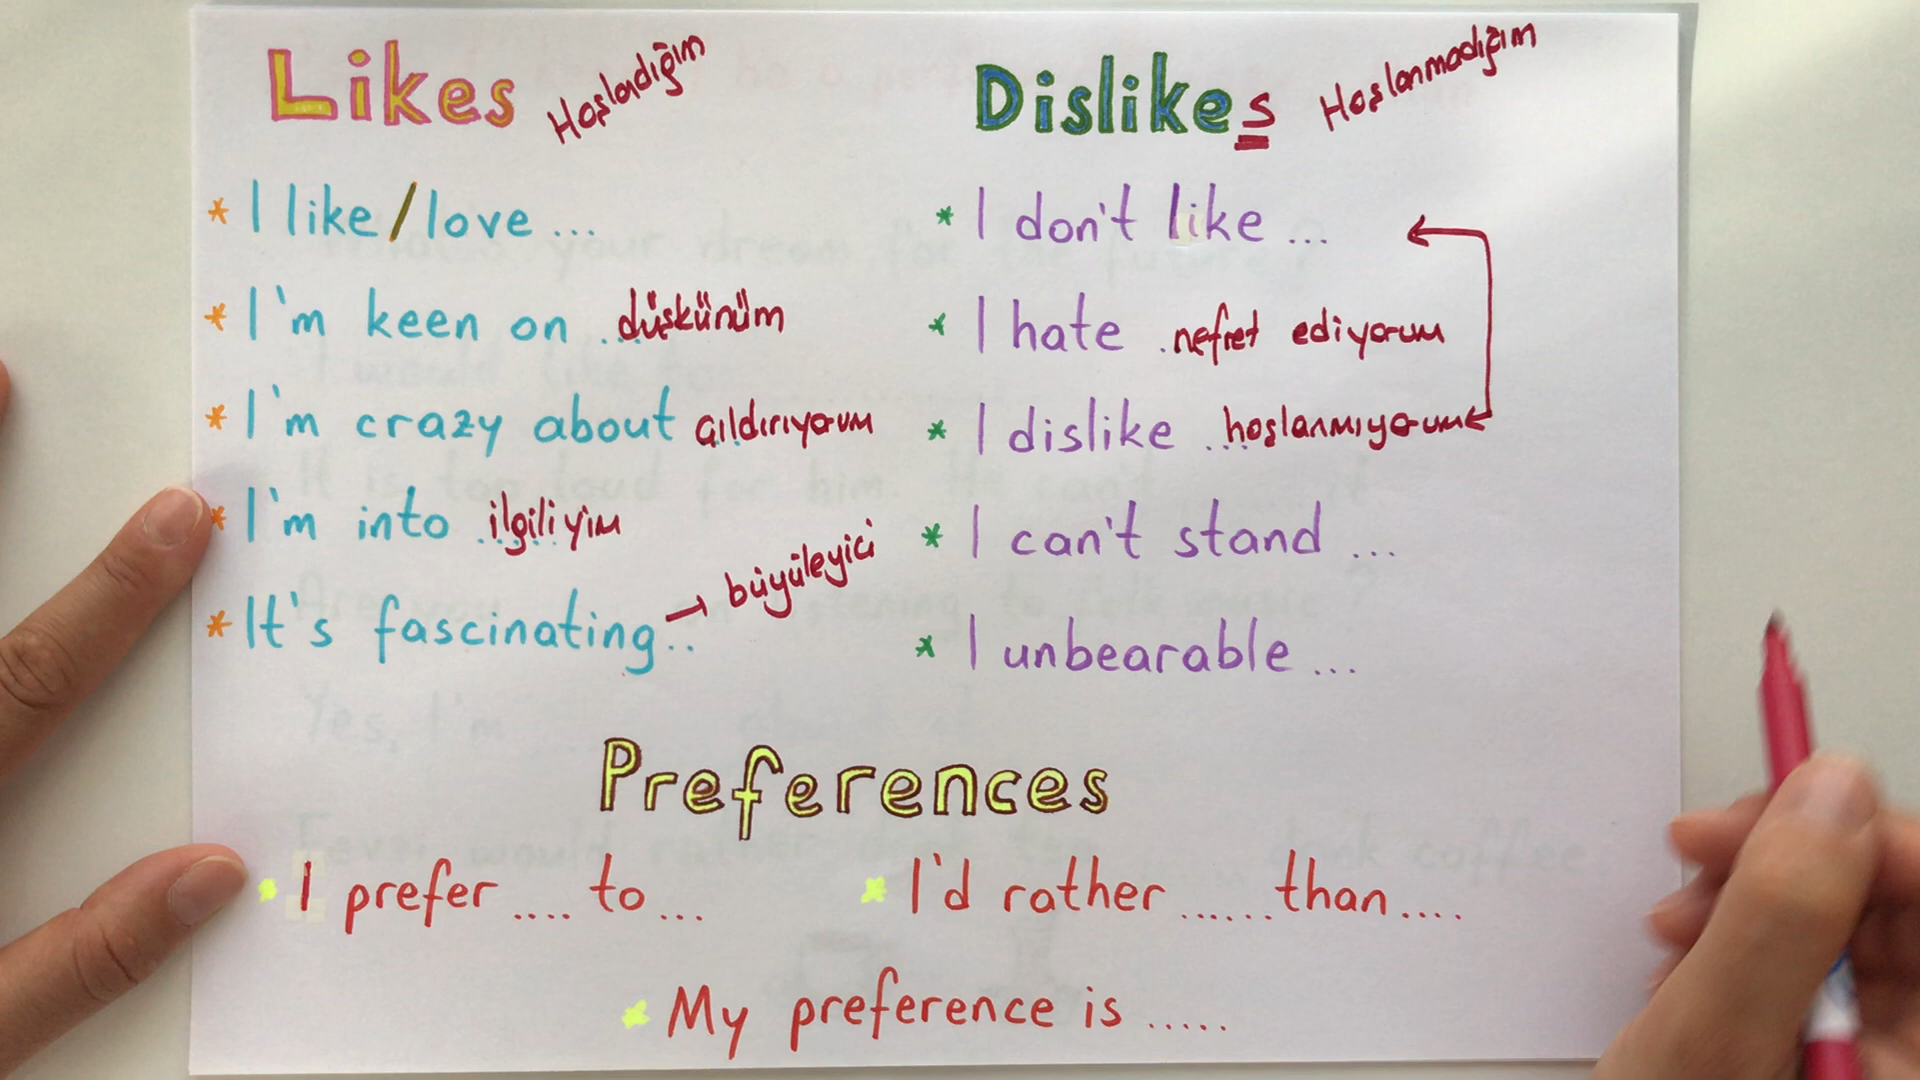 Likes Hoşlandığım
* I like/love ...
* I'm keen on ... düşkünüm
* I'm crazy about çıldırıyorum
* I'm into ...... ilgiliyim
* It's fascinating.. → büyüleyici
Dislikes Hoşlanmadığım
* I don't like ...
* I hate .nefret ediyorum
* I dislike ... hoşlanmıyorum
* I can't stand ...
* I unbearable ...
Preferences
* I prefer .... to ...
* I'd rather ...... than ....
* My preference is .....